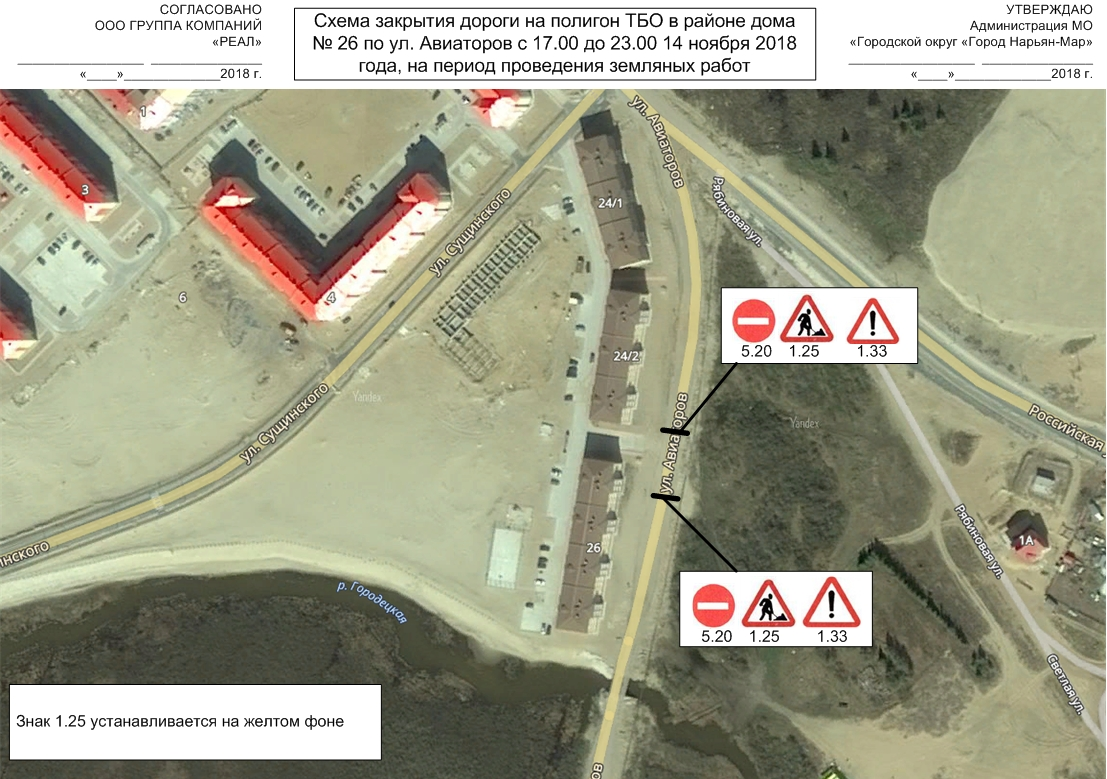 СОГЛАСОВАНО
ООО ГРУППА КОМПАНИЙ
«РЕАЛ»
«____»______________2018 г.
Схема закрытия дороги на полигон ТБО в районе дома
№ 26 по ул. Авиаторов с 17.00 до 23.00 14 ноября 2018
года, на период проведения земляных работ
УТВЕРЖДАЮ
Администрация МО
«Городской округ «Город Нарьян-Мар»
«____»______________2018 г.
1
ул. Авиаторов
3
24/1
Рябиновая ул.
ул. Сущинского
6
4
5.20 1.25 1.33
24/2
Yandex
Yandex
ул. Сущинского
ул. Авиаторов
Российская у
26
1А
Рябиновая ул.
инского
р. Городецкая
5.20 1.25 1.33
Светлая ул.
Знак 1.25 устанавливается на желтом фоне
ов